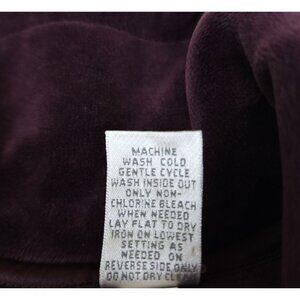 MACHINE
WASH COLD
GENTLE CYCLE
WASH INSIDE OUT
ONLY NON-
CHLORINE BLEACH
WHEN NEEDED
LAY FLAT TO DRY
IRON ON LOWEST
SETTING AS
NEEDED ON
REVERSE SIDE ONLY
DO NOT DRY CLEAN